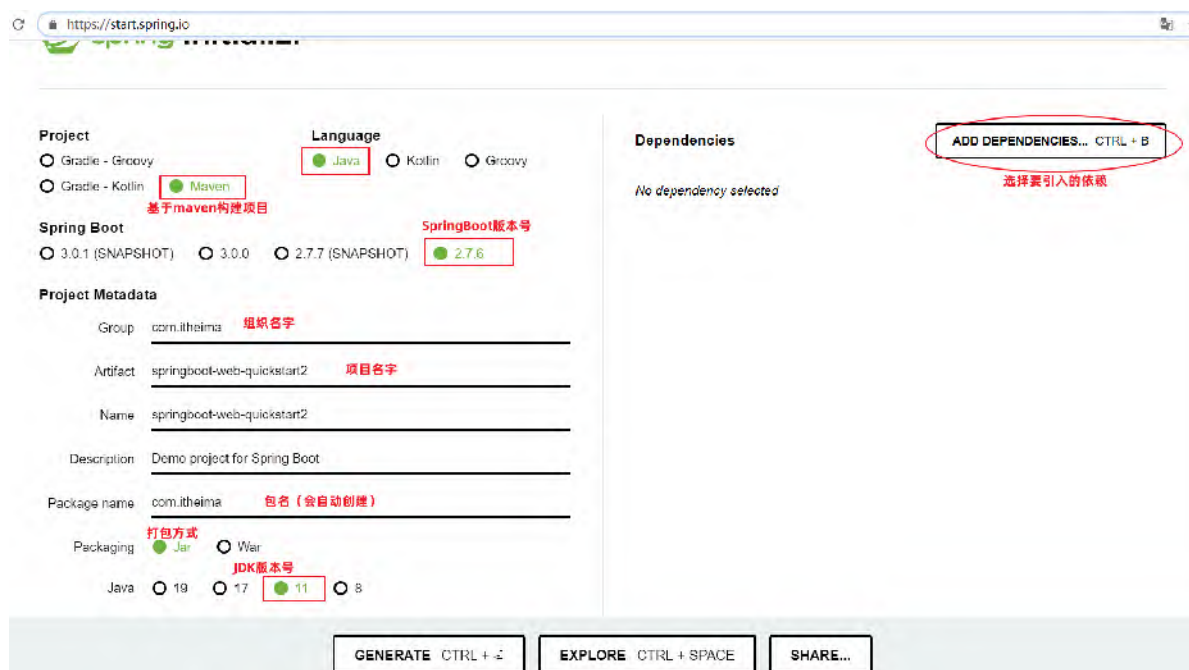 https://start.spring.io
spring initializr
Project
Gradle - Groovy
Gradle - Kotlin
Maven
基于maven构建项目
Language
Java
Kotlin
Groovy
Spring Boot
SpringBoot版本号
3.0.1 (SNAPSHOT)
3.0.0
2.7.7 (SNAPSHOT)
2.7.6
Project Metadata
Group
com.itheima
组织名字
Artifact
springboot-web-quickstart2
项目名字
Name
springboot-web-quickstart2
Description
Demo project for Spring Boot
Package name
com.itheima
包名（会自动创建）
打包方式
Packaging
Jar
War
JDK版本号
Java
19
17
11
8
Dependencies
ADD DEPENDENCIES... CTRL + B
选择要引入的依赖
No dependency selected
GENERATE CTRL +
EXPLORE CTRL + SPACE
SHARE...